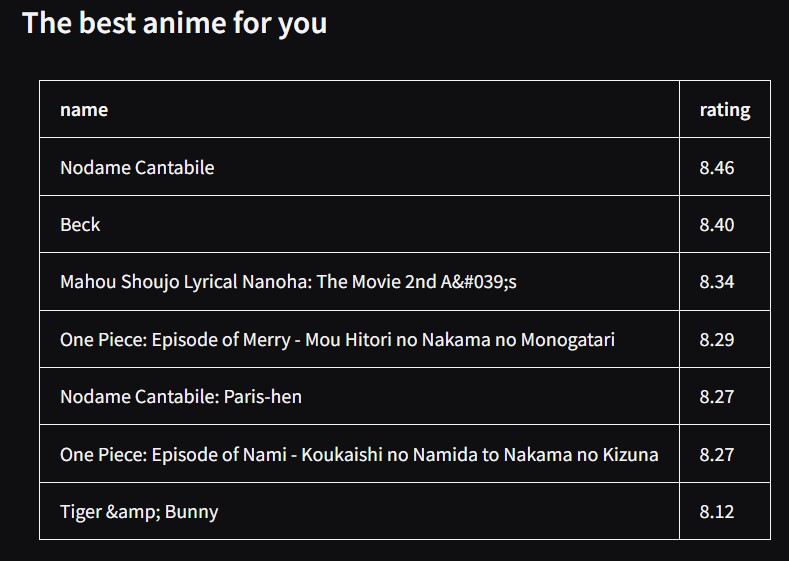 The best anime for you
name rating
Nodame Cantabile 8.46
Beck 8.40
Mahou Shoujo Lyrical Nanoha: The Movie 2nd A&#039;s 8.34
One Piece: Episode of Merry - Mou Hitori no Nakama no Monogatari 8.29
Nodame Cantabile: Paris-hen 8.27
One Piece: Episode of Nami - Koukaishi no Namida to Nakama no Kizuna 8.27
Tiger &amp; Bunny 8.12